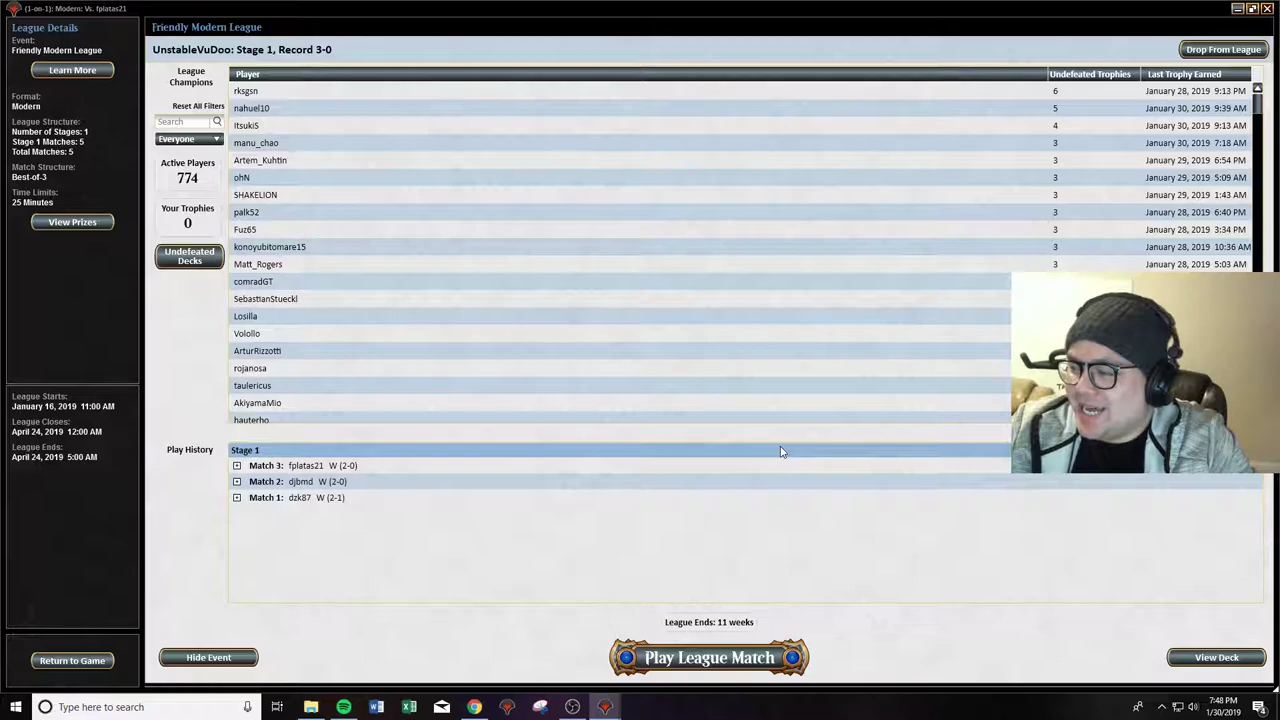 (1-on-1): Modern: Vs. fplatas21
League Details
Event:
Friendly Modern League
Learn More
Format:
Modern
League Structure:
Number of Stages: 1
Stage 1 Matches: 5
Total Matches: 5
Match Structure:
Best-of-3
Time Limits:
25 Minutes
View Prizes
League Starts:
January 16, 2019 11:00 AM
League Closes:
April 24, 2019 12:00 AM
League Ends:
April 24, 2019 5:00 AM
Return to Game
Friendly Modern League
UnstableVuDoo: Stage 1, Record 3-0
Drop From League
League
Champions
Reset All Filters
Search
Everyone
Active Players
774
Your Trophies
0
Undefeated
Decks
Player Undefeated Trophies Last Trophy Earned
rksgsn 6 January 28, 2019 9:13 PM
nahuel10 5 January 30, 2019 9:39 AM
ItsukiS 4 January 30, 2019 9:13 AM
manu_chao 3 January 30, 2019 7:18 AM
Artem_Kuhtin 3 January 29, 2019 6:54 PM
ohN 3 January 29, 2019 5:09 AM
SHAKELION 3 January 29, 2019 1:43 AM
palk52 3 January 28, 2019 6:40 PM
Fuz65 3 January 28, 2019 3:34 PM
konoyubitomare15 3 January 28, 2019 10:36 AM
Matt_Rogers 3 January 28, 2019 5:03 AM
comradGT
SebastianStueckl
Losilla
Volollo
ArturRizzotti
rojanosa
taulericus
AkiyamaMio
hauterho
Play History
Stage 1
Match 3: fplatas21 W (2-0)
Match 2: djbmd W (2-0)
Match 1: dzk87 W (2-1)
League Ends: 11 weeks
Hide Event
Play League Match
View Deck
Type here to search
7:48 PM
1/30/2019
4